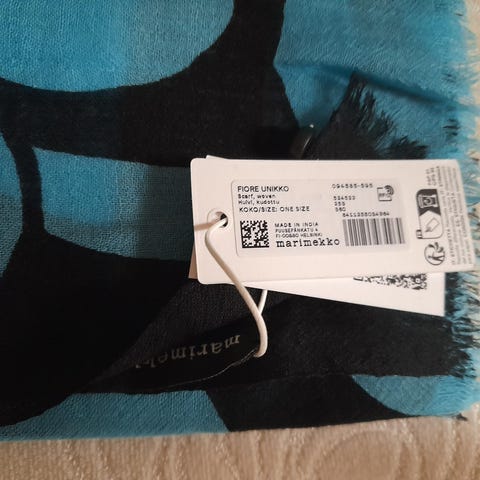 FIORE UNIKKO
Scarf, woven
Huivi, kudottu
KOKO/SIZE: ONE SIZE
094585-595
MADE IN INDIA
PUUSEPÄNKATU 4
FI-00880 HELSINKI
marimekko